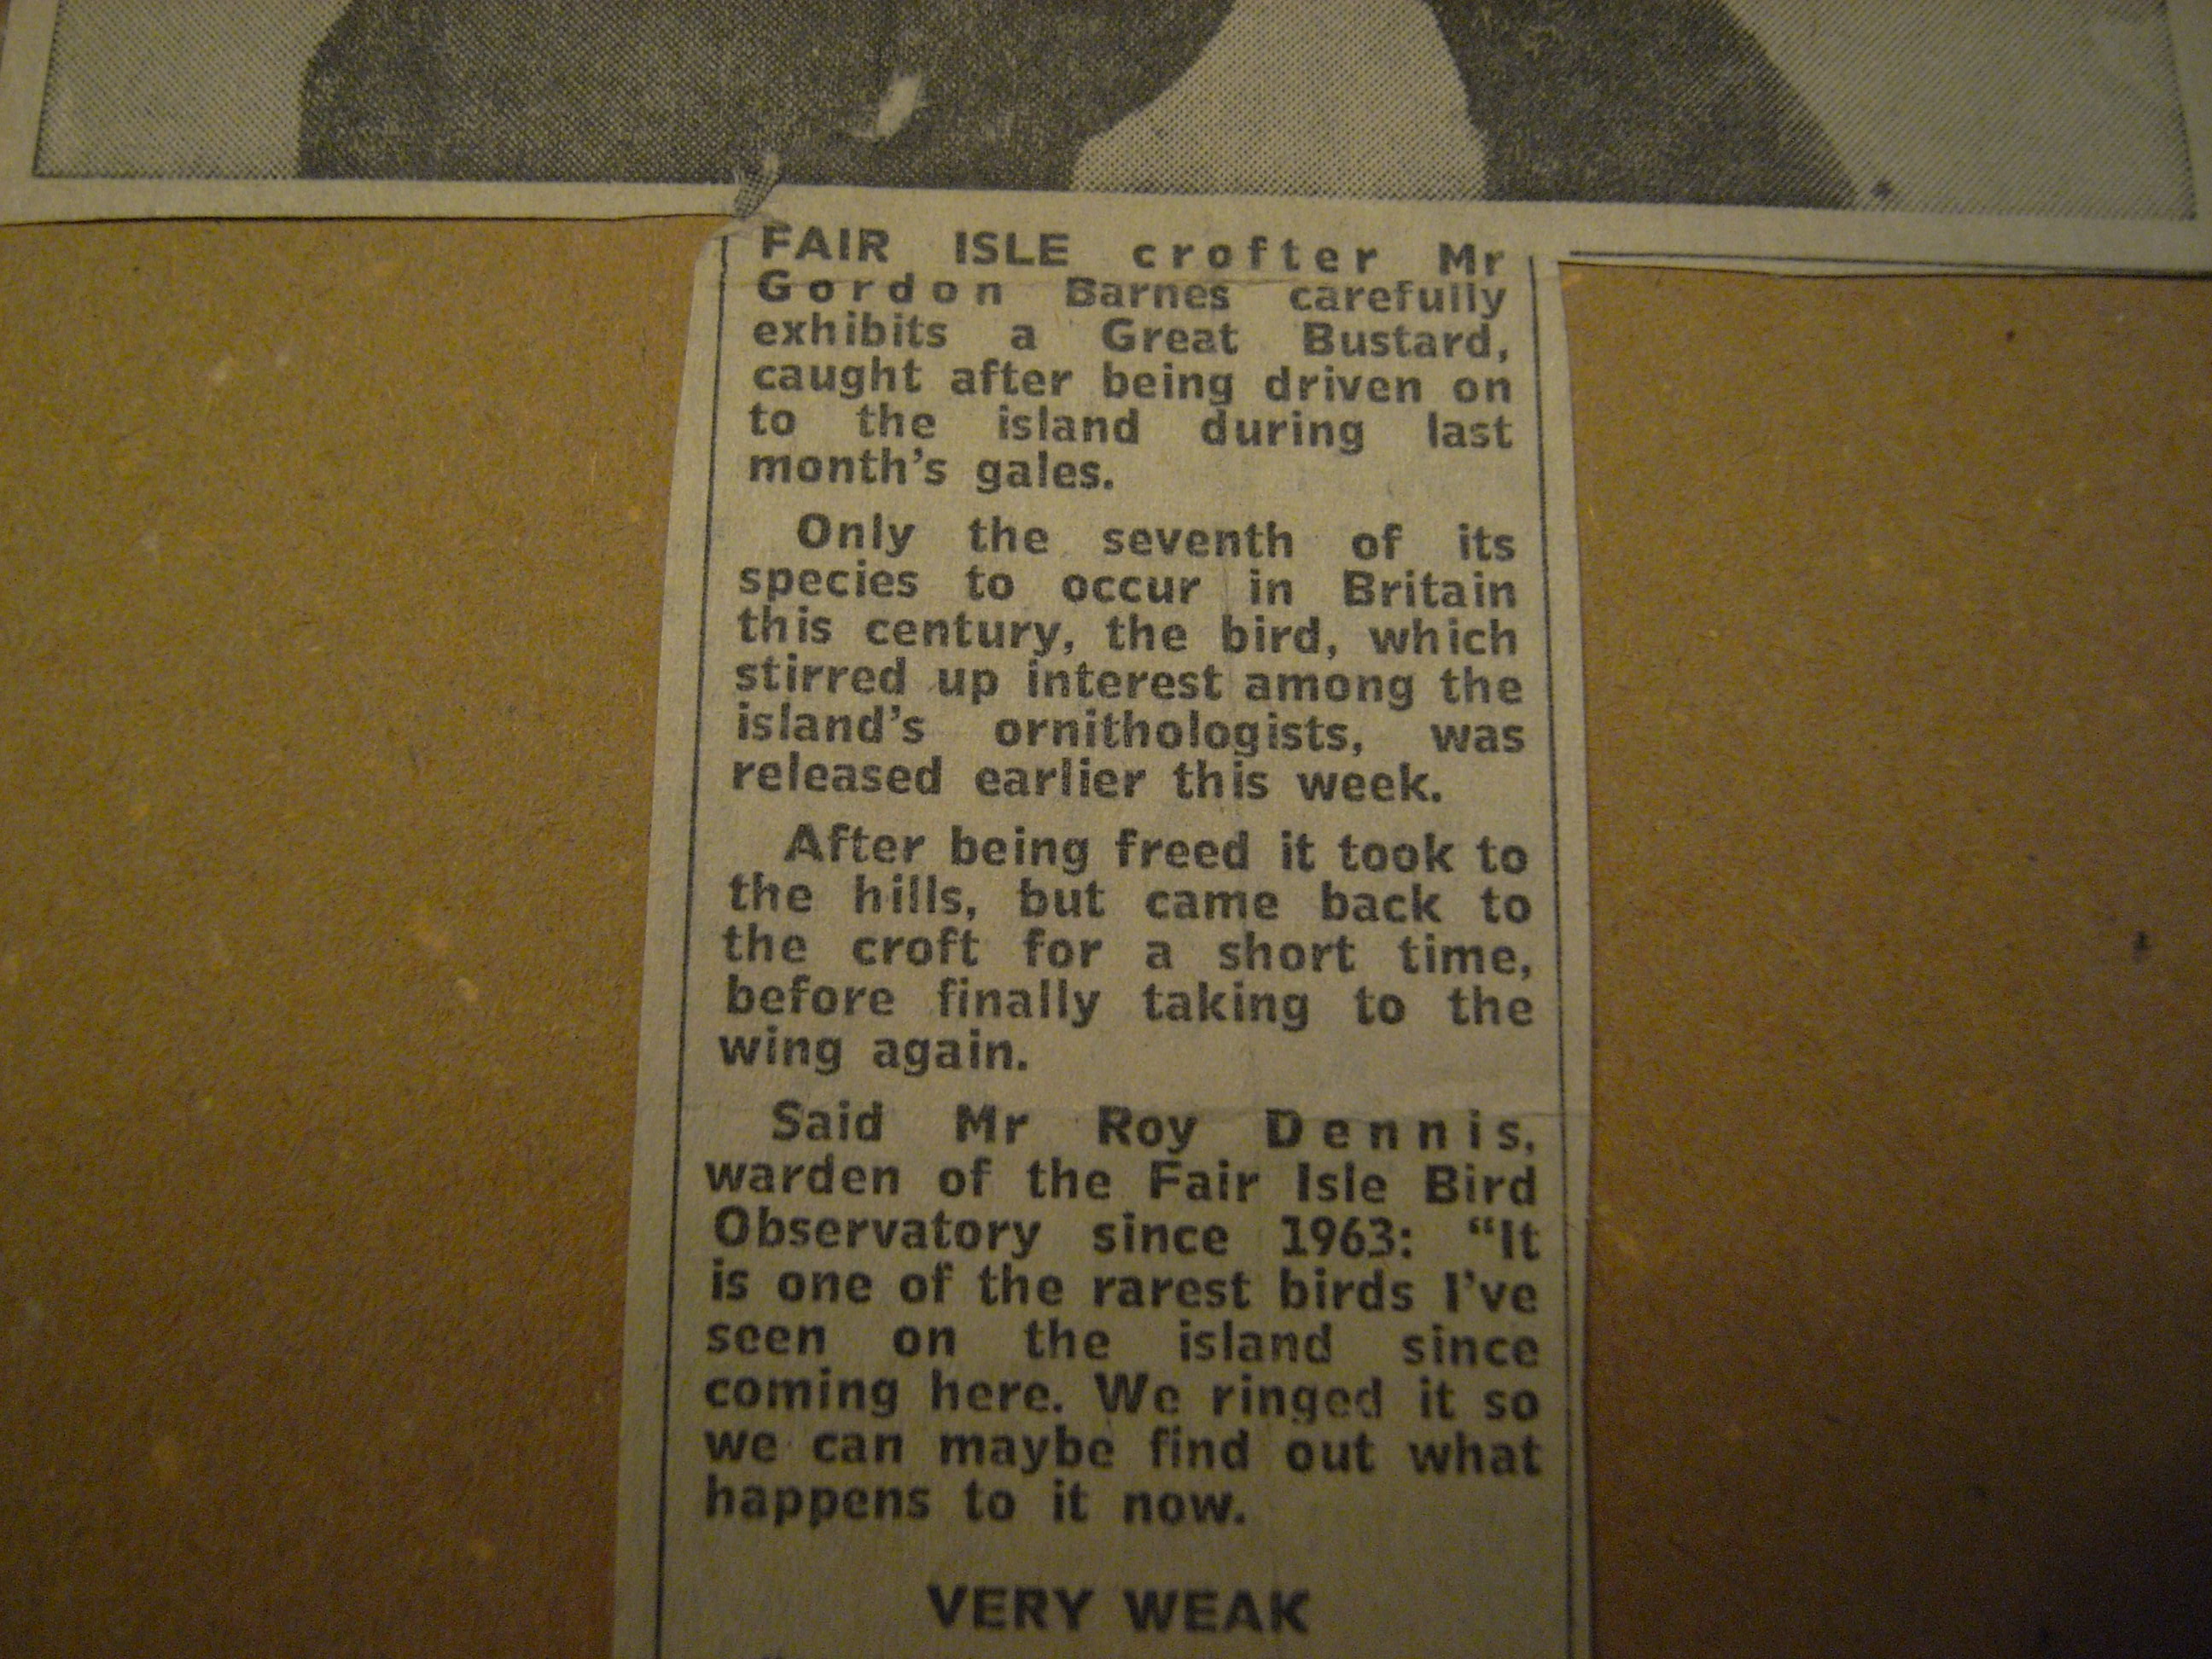 FAIR ISLE crofter Mr
Gordon Barnes carefully
exhibits a Great Bustard,
caught after being driven on
to the island during last
month's gales.
Only the seventh of its
species to occur in Britain
this century, the bird, which
stirred up interest among the
island's ornithologists, was
released earlier this week.
After being freed it took to
the hills, but came back to
the croft for a short time,
before finally taking to the
wing again.
Said Mr Roy Dennis,
warden of the Fair Isle Bird
Observatory since 1963: “It
is one of the rarest birds I've
seen on the island since
coming here. We ringed it so
we can maybe find out what
happens to it now.
VERY WEAK